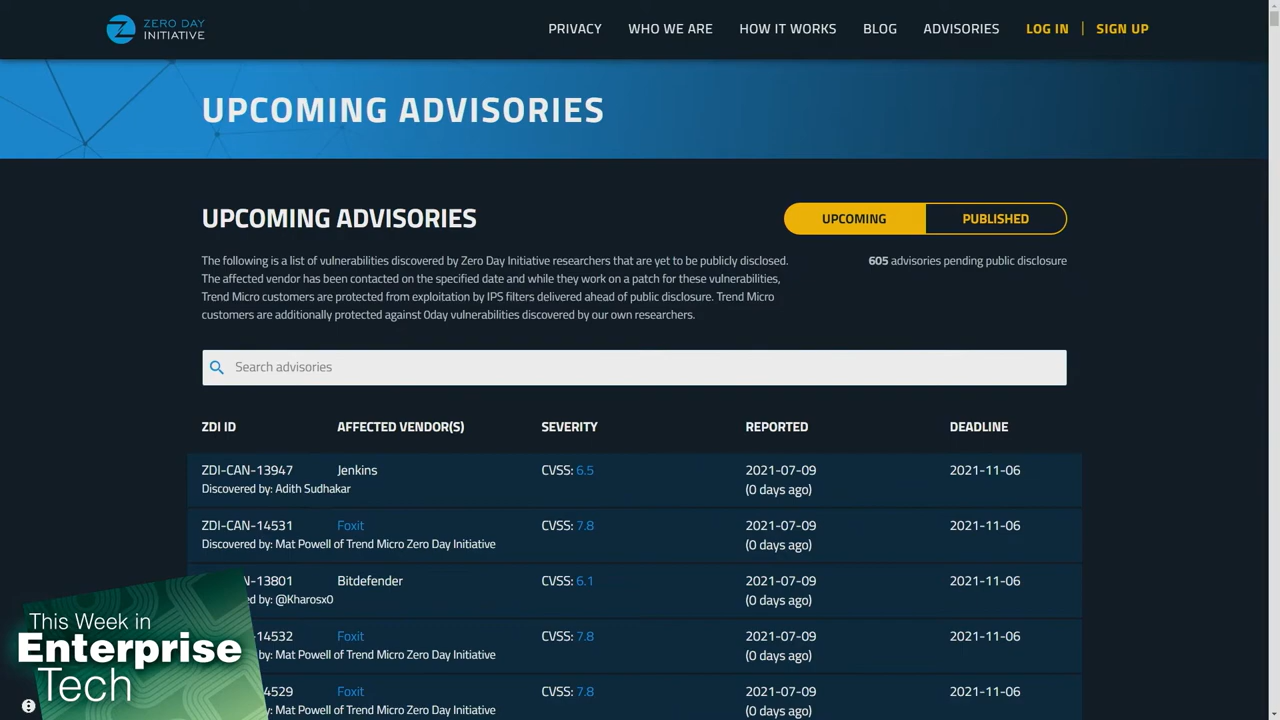 ZERO DAY
INITIATIVE
PRIVACY WHO WE ARE HOW IT WORKS BLOG ADVISORIES LOG IN SIGN UP
UPCOMING ADVISORIES
UPCOMING ADVISORIES
UPCOMING PUBLISHED
The following is a list of vulnerabilities discovered by Zero Day Initiative researchers that are yet to be publicly disclosed.
605 advisories pending public disclosure
The affected vendor has been contacted on the specified date and while they work on a patch for these vulnerabilities,
Trend Micro customers are protected from exploitation by IPS filters delivered ahead of public disclosure. Trend Micro
customers are additionally protected against 0day vulnerabilities discovered by our own researchers.
Search advisories
ZDI ID AFFECTED VENDOR(S) SEVERITY REPORTED DEADLINE
ZDI-CAN-13947 Jenkins CVSS: 6.5 2021-07-09 2021-11-06
Discovered by: Adith Sudhakar (0 days ago)
ZDI-CAN-14531 Foxit CVSS: 7.8 2021-07-09 2021-11-06
Discovered by: Mat Powell of Trend Micro Zero Day Initiative (0 days ago)
N-13801 Bitdefender CVSS: 6.1 2021-07-09 2021-11-06
ed by: @Kharosx0 (0 days ago)
-14532 Foxit CVSS: 7.8 2021-07-09 2021-11-06
by: Mat Powell of Trend Micro Zero Day Initiative (0 days ago)
4529 Foxit CVSS: 7.8 2021-07-09 2021-11-06
: Mat Powell of Trend Micro Zero Day Initiative (0 days ago)
This Week in
Enterprise
Tech